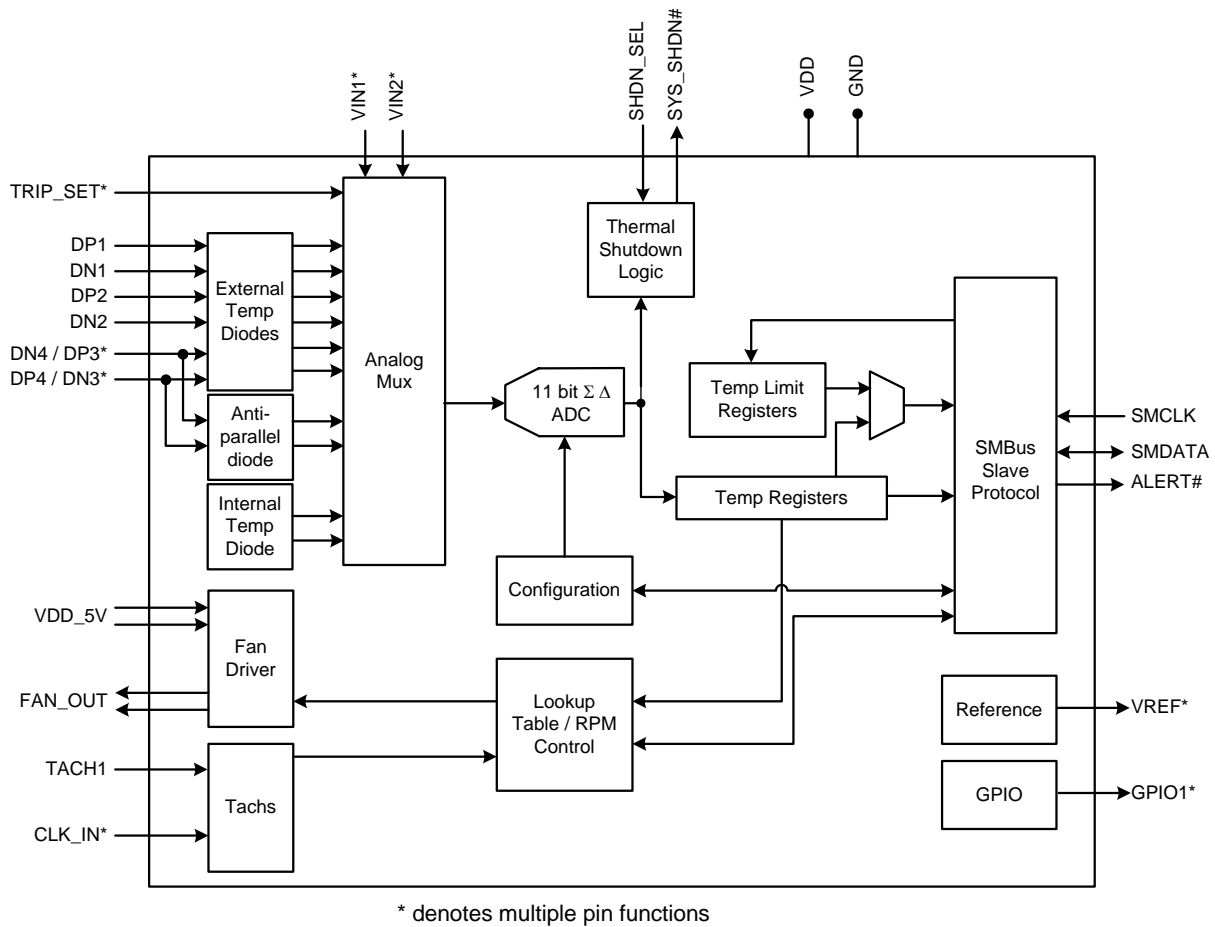 VIN1*
VIN2*
SHDN_SEL
SYS_SHDN#
VDD
GND
TRIP_SET*
DP1
DN1
DP2
DN2
DN4 / DP3*
DP4 / DN3*
External
Temp
Diodes
Anti-
parallel
diode
Internal
Temp
Diode
Analog
Mux
11 bit Σ Δ
ADC
Thermal
Shutdown
Logic
Temp Limit
Registers
Temp Registers
SMBus
Slave
Protocol
SMCLK
SMDATA
ALERT#
Configuration
VDD_5V
FAN_OUT
Fan
Driver
Lookup
Table / RPM
Control
Reference
VREF*
TACH1
CLK_IN*
Tachs
GPIO
GPIO1*
* denotes multiple pin functions